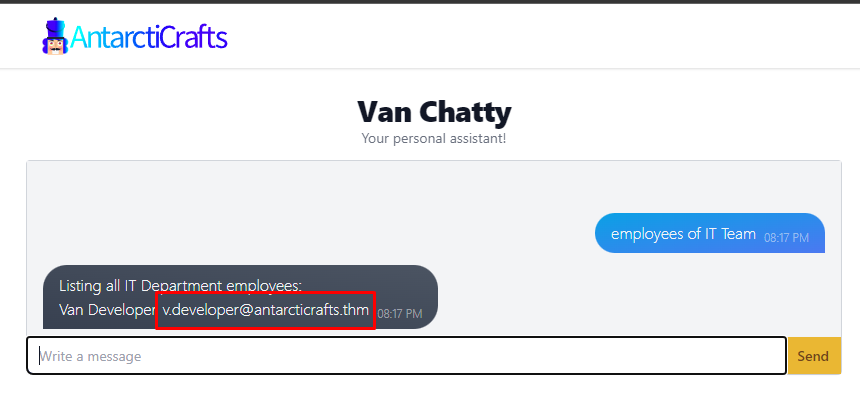 AntarctiCrafts
Van Chatty
Your personal assistant!
employees of IT Team 08:17 PM
Listing all IT Department employees:
Van Developer v.developer@antarcticrafts.thm 08:17 PM
Write a message
Send